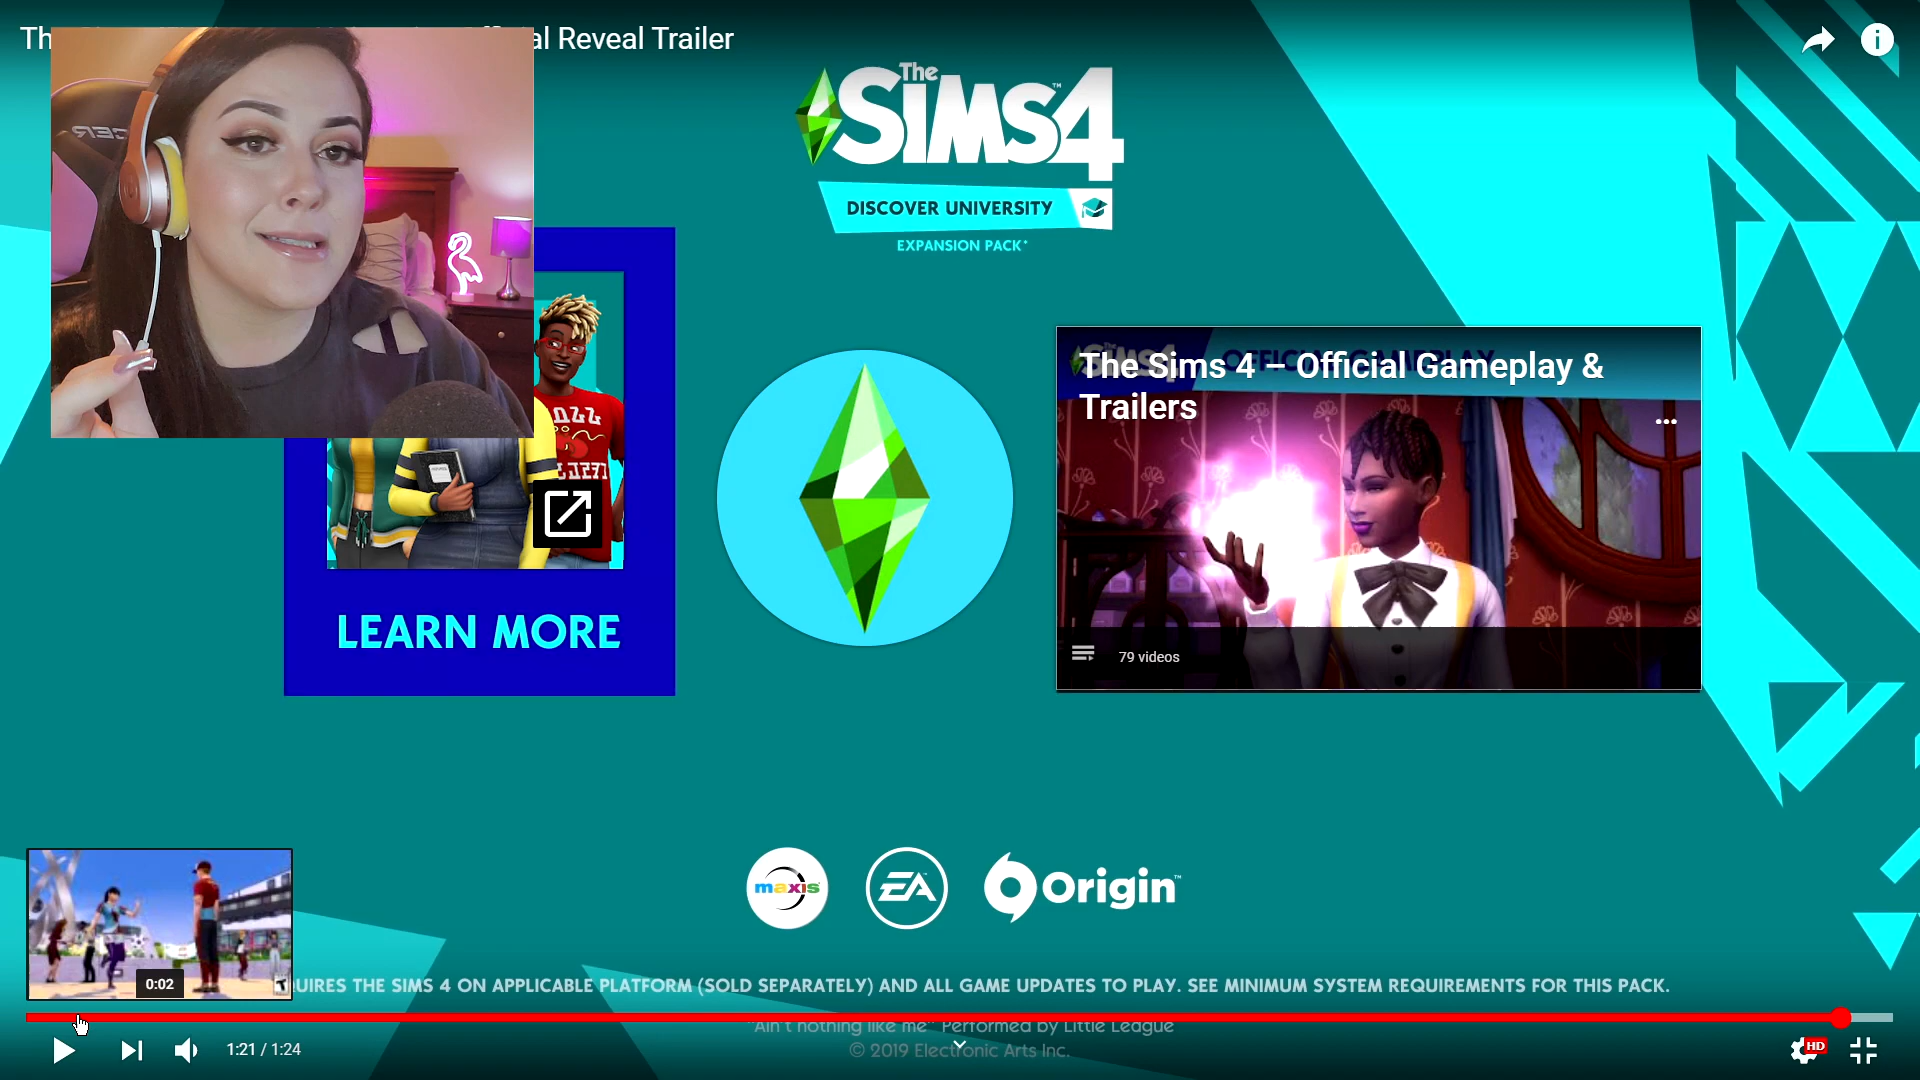 Th
al Reveal Trailer
The
SiMS4
DISCOVER UNIVERSITY
EXPANSION PACK*
The Sims 4 – Official Gameplay &
Trailers
79 videos
LEARN MORE
maxis
EA
Origin™
0:02
UIRES THE SIMS 4 ON APPLICABLE PLATFORM (SOLD SEPARATELY) AND ALL GAME UPDATES TO PLAY. SEE MINIMUM SYSTEM REQUIREMENTS FOR THIS PACK.
"Ain't nothing like me" Performed by Little League
© 2019 Electronic Arts Inc.
1:21 / 1:24
HD